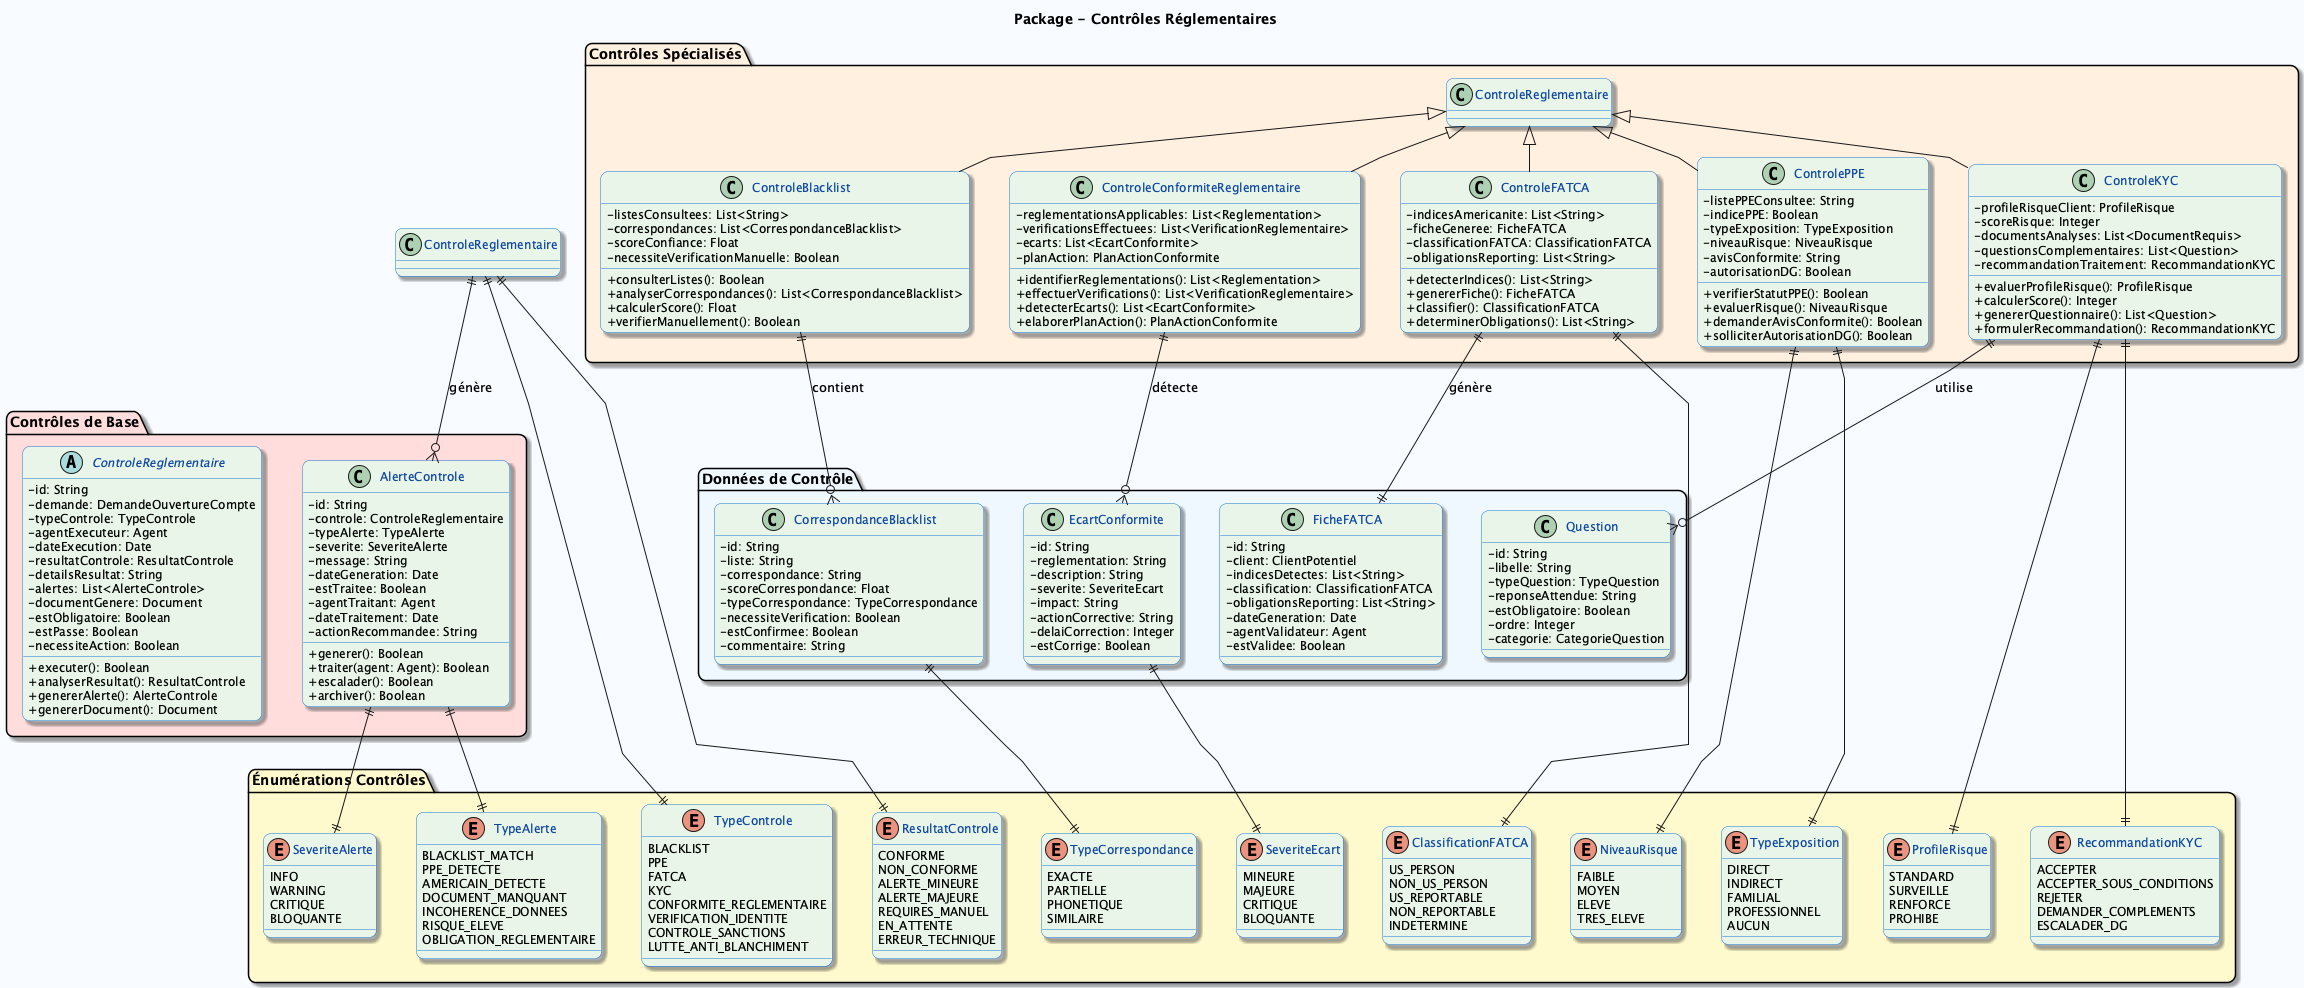 Package - Contrôles Réglementaires
Contrôles Spécialisés
ControleReglementaire
ControleBlacklist
-listesConsultees: List<String>
-correspondances: List<CorrespondanceBlacklist>
-scoreConfiance: Float
-necessiteVerificationManuelle: Boolean
+consulterListes(): Boolean
+analyserCorrespondances(): List<CorrespondanceBlacklist>
+calculerScore(): Float
+verifierManuellement(): Boolean
ControleConformiteReglementaire
-reglementationsApplicables: List<Reglementation>
-verificationsEffectuees: List<VerificationReglementaire>
-ecarts: List<EcartConformite>
-planAction: PlanActionConformite
+identifierReglementations(): List<Reglementation>
+effectuerVerifications(): List<VerificationReglementaire>
+detecterEcarts(): List<EcartConformite>
+elaborerPlanAction(): PlanActionConformite
ControleFATCA
-indicesAmericanite: List<String>
-ficheGeneree: FicheFATCA
-classificationFATCA: ClassificationFATCA
-obligationsReporting: List<String>
+detecterIndices(): List<String>
+genererFiche(): FicheFATCA
+classifier(): ClassificationFATCA
+determinerObligations(): List<String>
ControlePPE
-listePPEConsultee: String
-indicePPE: Boolean
-typeExposition: TypeExposition
-niveauRisque: NiveauRisque
-avisConformite: String
-autorisationDG: Boolean
+verifierStatutPPE(): Boolean
+evaluerRisque(): NiveauRisque
+demanderAvisConformite(): Boolean
+solliciterAutorisationDG(): Boolean
ControleKYC
-profileRisqueClient: ProfileRisque
-scoreRisque: Integer
-documentsAnalyses: List<DocumentRequis>
-questionsComplementaires: List<Question>
-recommandationTraitement: RecommandationKYC
+evaluerProfileRisque(): ProfileRisque
+calculerScore(): Integer
+genererQuestionnaire(): List<Question>
+formulerRecommandation(): RecommandationKYC
ControleReglementaire
génère
contient
détecte
génère
utilise
Contrôles de Base
ControleReglementaire
-id: String
-demande: DemandeOuvertureCompte
-typeControle: TypeControle
-agentExecuteur: Agent
-dateExecution: Date
-resultatControle: ResultatControle
-detailsResultat: String
-alertes: List<AlerteControle>
-documentGenere: Document
-estObligatoire: Boolean
-estPasse: Boolean
-necessiteAction: Boolean
+executer(): Boolean
+analyserResultat(): ResultatControle
+genererAlerte(): AlerteControle
+genererDocument(): Document
AlerteControle
-id: String
-controle: ControleReglementaire
-typeAlerte: TypeAlerte
-severite: SeveriteAlerte
-message: String
-dateGeneration: Date
-estTraitee: Boolean
-agentTraitant: Agent
-dateTraitement: Date
-actionRecommandee: String
+generer(): Boolean
+traiter(agent: Agent): Boolean
+escalader(): Boolean
+archiver(): Boolean
Données de Contrôle
CorrespondanceBlacklist
-id: String
-liste: String
-correspondance: String
-scoreCorrespondance: Float
-typeCorrespondance: TypeCorrespondance
-necessiteVerification: Boolean
-estConfirmee: Boolean
-commentaire: String
EcartConformite
-id: String
-reglementation: String
-description: String
-severite: SeveriteEcart
-impact: String
-actionCorrective: String
-delaiCorrection: Integer
-estCorrige: Boolean
FicheFATCA
-id: String
-client: ClientPotentiel
-indicesDetectes: List<String>
-classification: ClassificationFATCA
-obligationsReporting: List<String>
-dateGeneration: Date
-agentValidateur: Agent
-estValidee: Boolean
Question
-id: String
-libelle: String
-typeQuestion: TypeQuestion
-reponseAttendue: String
-estObligatoire: Boolean
-ordre: Integer
-categorie: CategorieQuestion
Énumérations Contrôles
SeveriteAlerte
INFO
WARNING
CRITIQUE
BLOQUANTE
TypeAlerte
BLACKLIST_MATCH
PPE_DETECTE
AMERICAIN_DETECTE
DOCUMENT_MANQUANT
INCOHERENCE_DONNEES
RISQUE_ELEVE
OBLIGATION_REGLEMENTAIRE
TypeControle
BLACKLIST
PPE
FATCA
KYC
CONFORMITE_REGLEMENTAIRE
VERIFICATION_IDENTITE
CONTROLE_SANCTIONS
LUTTE_ANTI_BLANCHIMENT
ResultatControle
CONFORME
NON_CONFORME
ALERTE_MINEURE
ALERTE_MAJEURE
REQUIRES_MANUEL
EN_ATTENTE
ERREUR_TECHNIQUE
TypeCorrespondance
EXACTE
PARTIELLE
PHONETIQUE
SIMILAIRE
SeveriteEcart
MINEURE
MAJEURE
CRITIQUE
BLOQUANTE
ClassificationFATCA
US_PERSON
NON_US_PERSON
US_REPORTABLE
NON_REPORTABLE
INDETERMINE
NiveauRisque
FAIBLE
MOYEN
ELEVE
TRES_ELEVE
TypeExposition
DIRECT
INDIRECT
FAMILIAL
PROFESSIONNEL
AUCUN
ProfileRisque
STANDARD
SURVEILLE
RENFORCE
PROHIBE
RecommandationKYC
ACCEPTER
ACCEPTER_SOUS_CONDITIONS
REJETER
DEMANDER_COMPLEMENTS
ESCALADER_DG